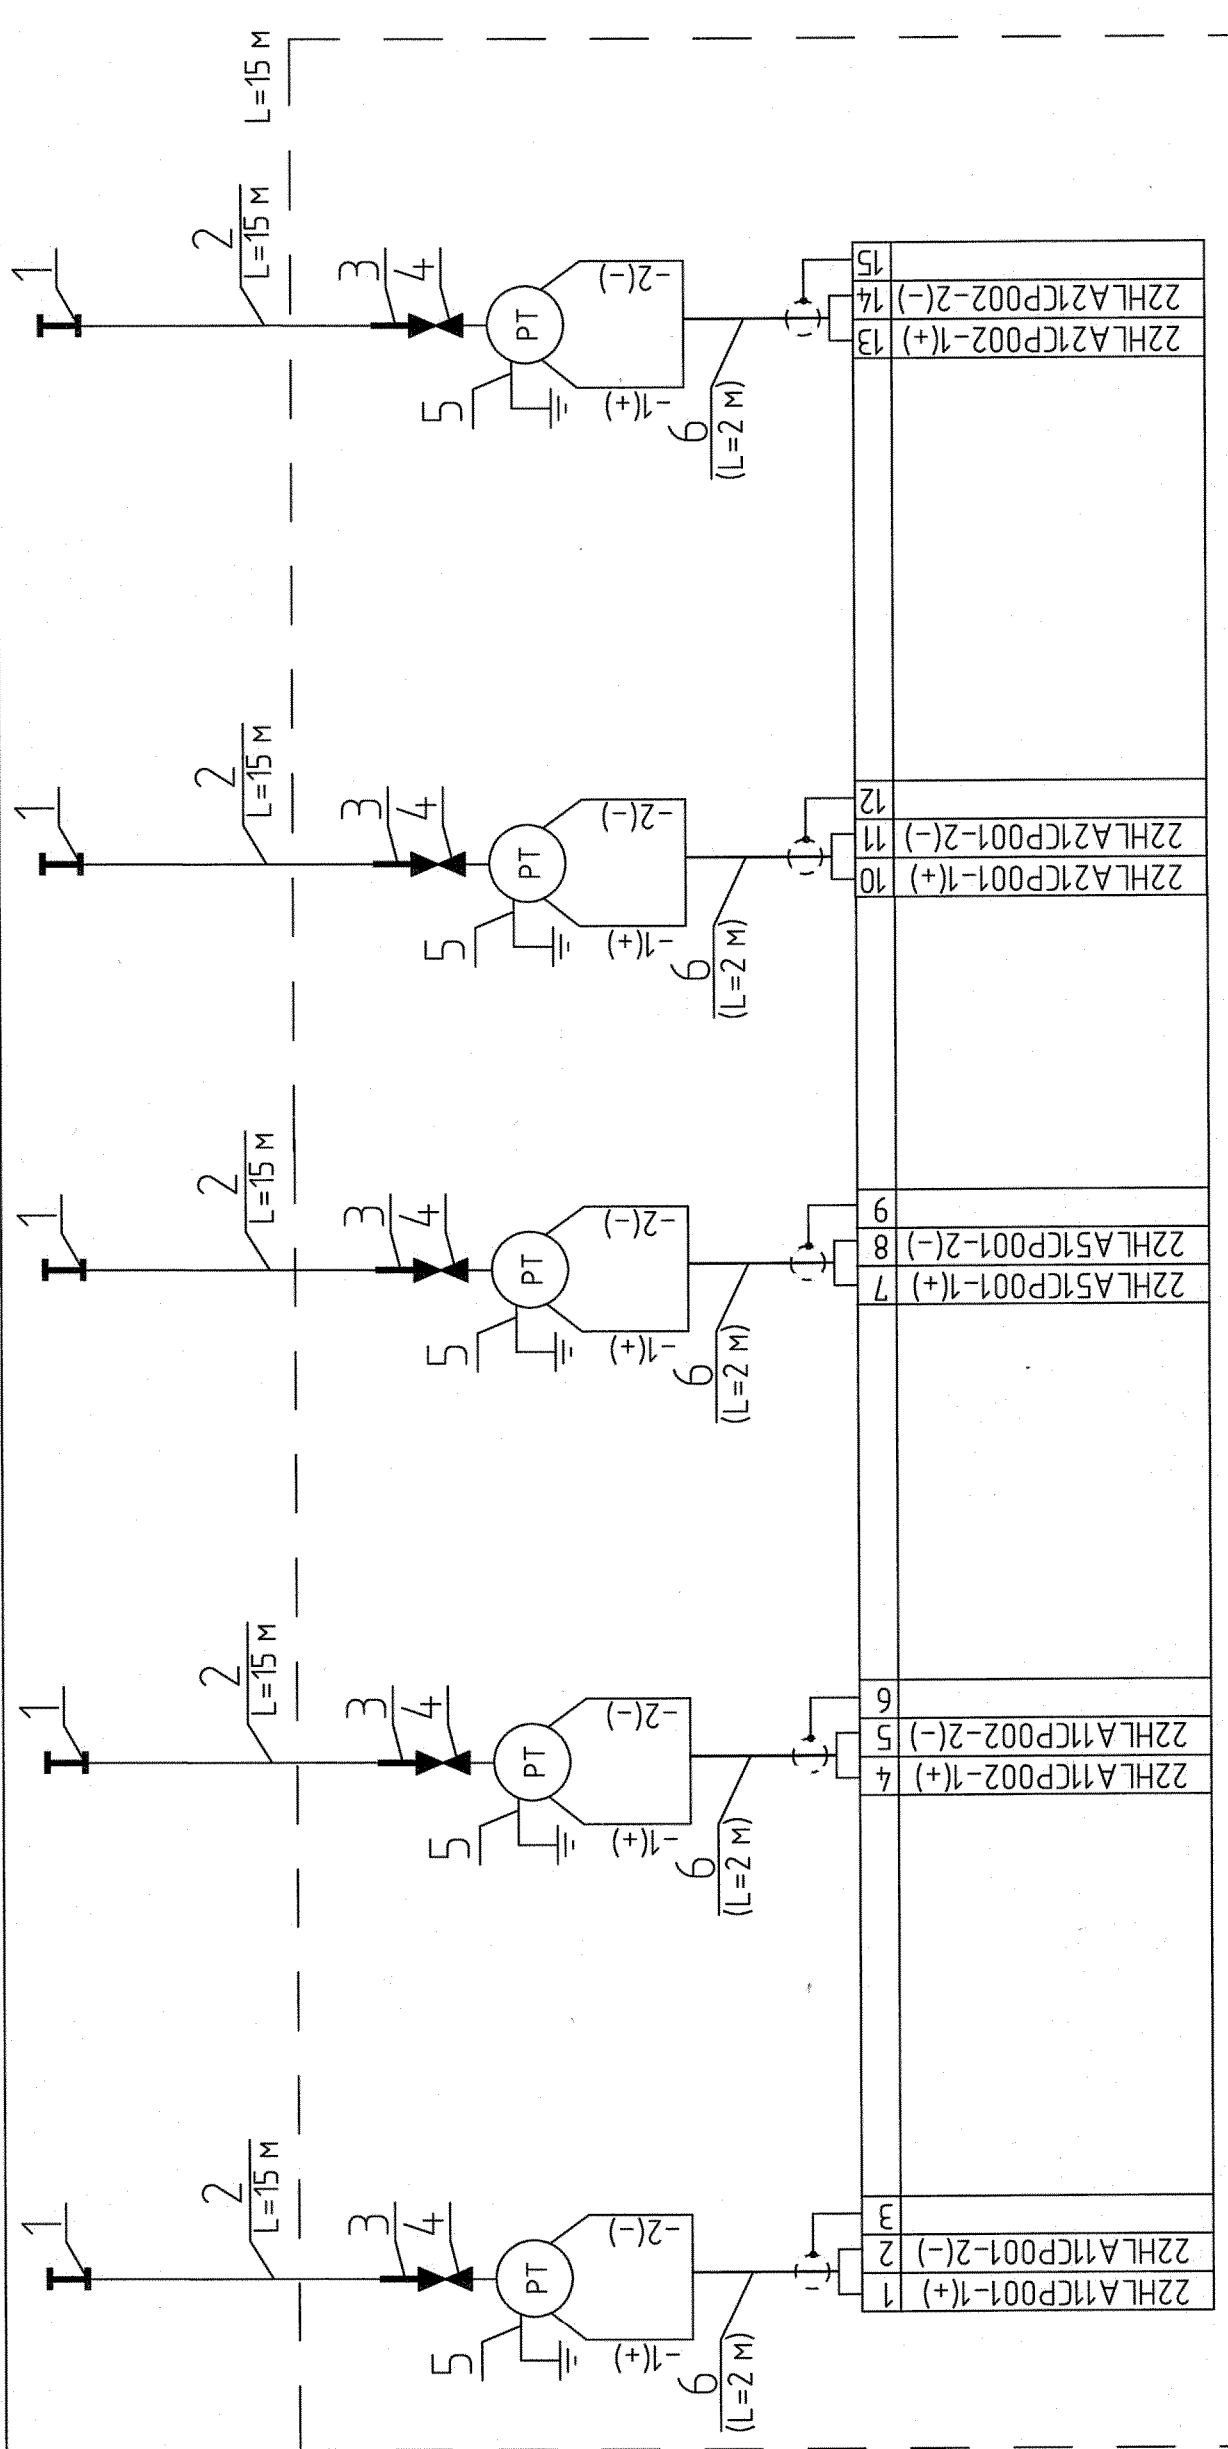 L=15 м
1
2
L=15 м
3
4
PT
5
-1(+)
-2(-)
6
(L=2 м)
15
14 22HLA21CP002-2(-)
13 22HLA21CP002-1(+)
1
2
L=15 м
3
4
PT
5
-1(+)
-2(-)
6
(L=2 м)
12
11 22HLA21CP001-2(-)
10 22HLA21CP001-1(+)
1
2
L=15 м
3
4
PT
5
-1(+)
-2(-)
6
(L=2 м)
9
8 22HLA51CP001-2(-)
7 22HLA51CP001-1(+)
1
2
L=15 м
3
4
PT
5
-1(+)
-2(-)
6
(L=2 м)
6
5 22HLA11CP002-2(-)
4 22HLA11CP002-1(+)
1
2
L=15 м
3
4
PT
5
-1(+)
-2(-)
6
(L=2 м)
3
2 22HLA11CP001-2(-)
1 22HLA11CP001-1(+)